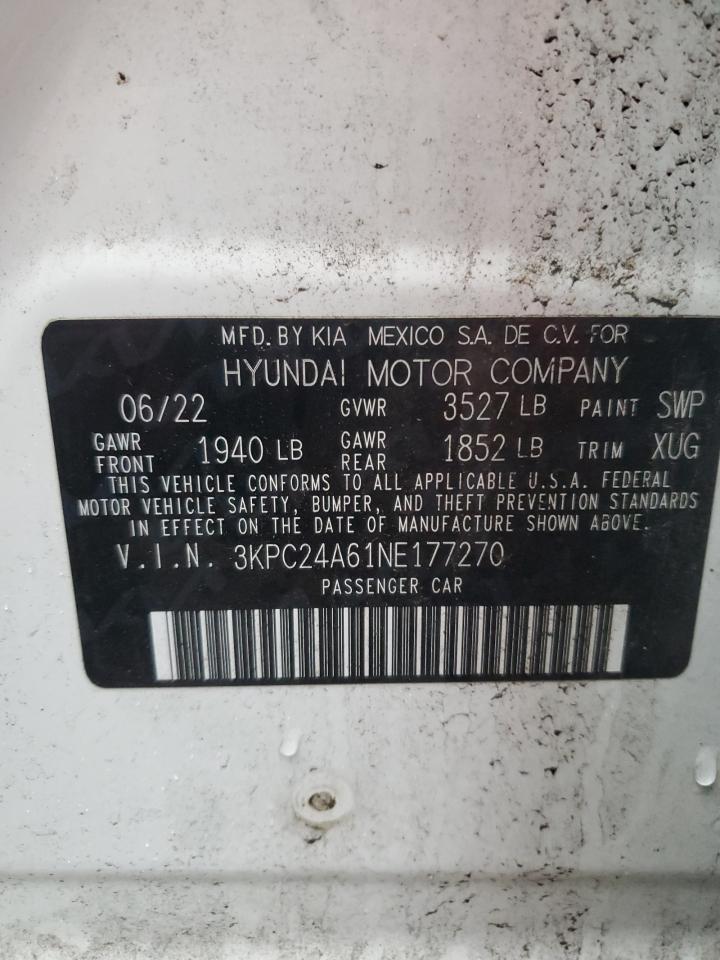 MFD. BY KIA MEXICO S.A. DE C.V. FOR
HYUNDAI MOTOR COMPANY
06/22 GVWR 3527 LB PAINT SWP
GAWR FRONT 1940 LB GAWR REAR 1852 LB TRIM XUG
THIS VEHICLE CONFORMS TO ALL APPLICABLE U.S.A. FEDERAL
MOTOR VEHICLE SAFETY, BUMPER, AND THEFT PREVENTION STANDARDS
IN EFFECT ON THE DATE OF MANUFACTURE SHOWN ABOVE.
V.I.N. 3KPC24A61NE177270
PASSENGER CAR